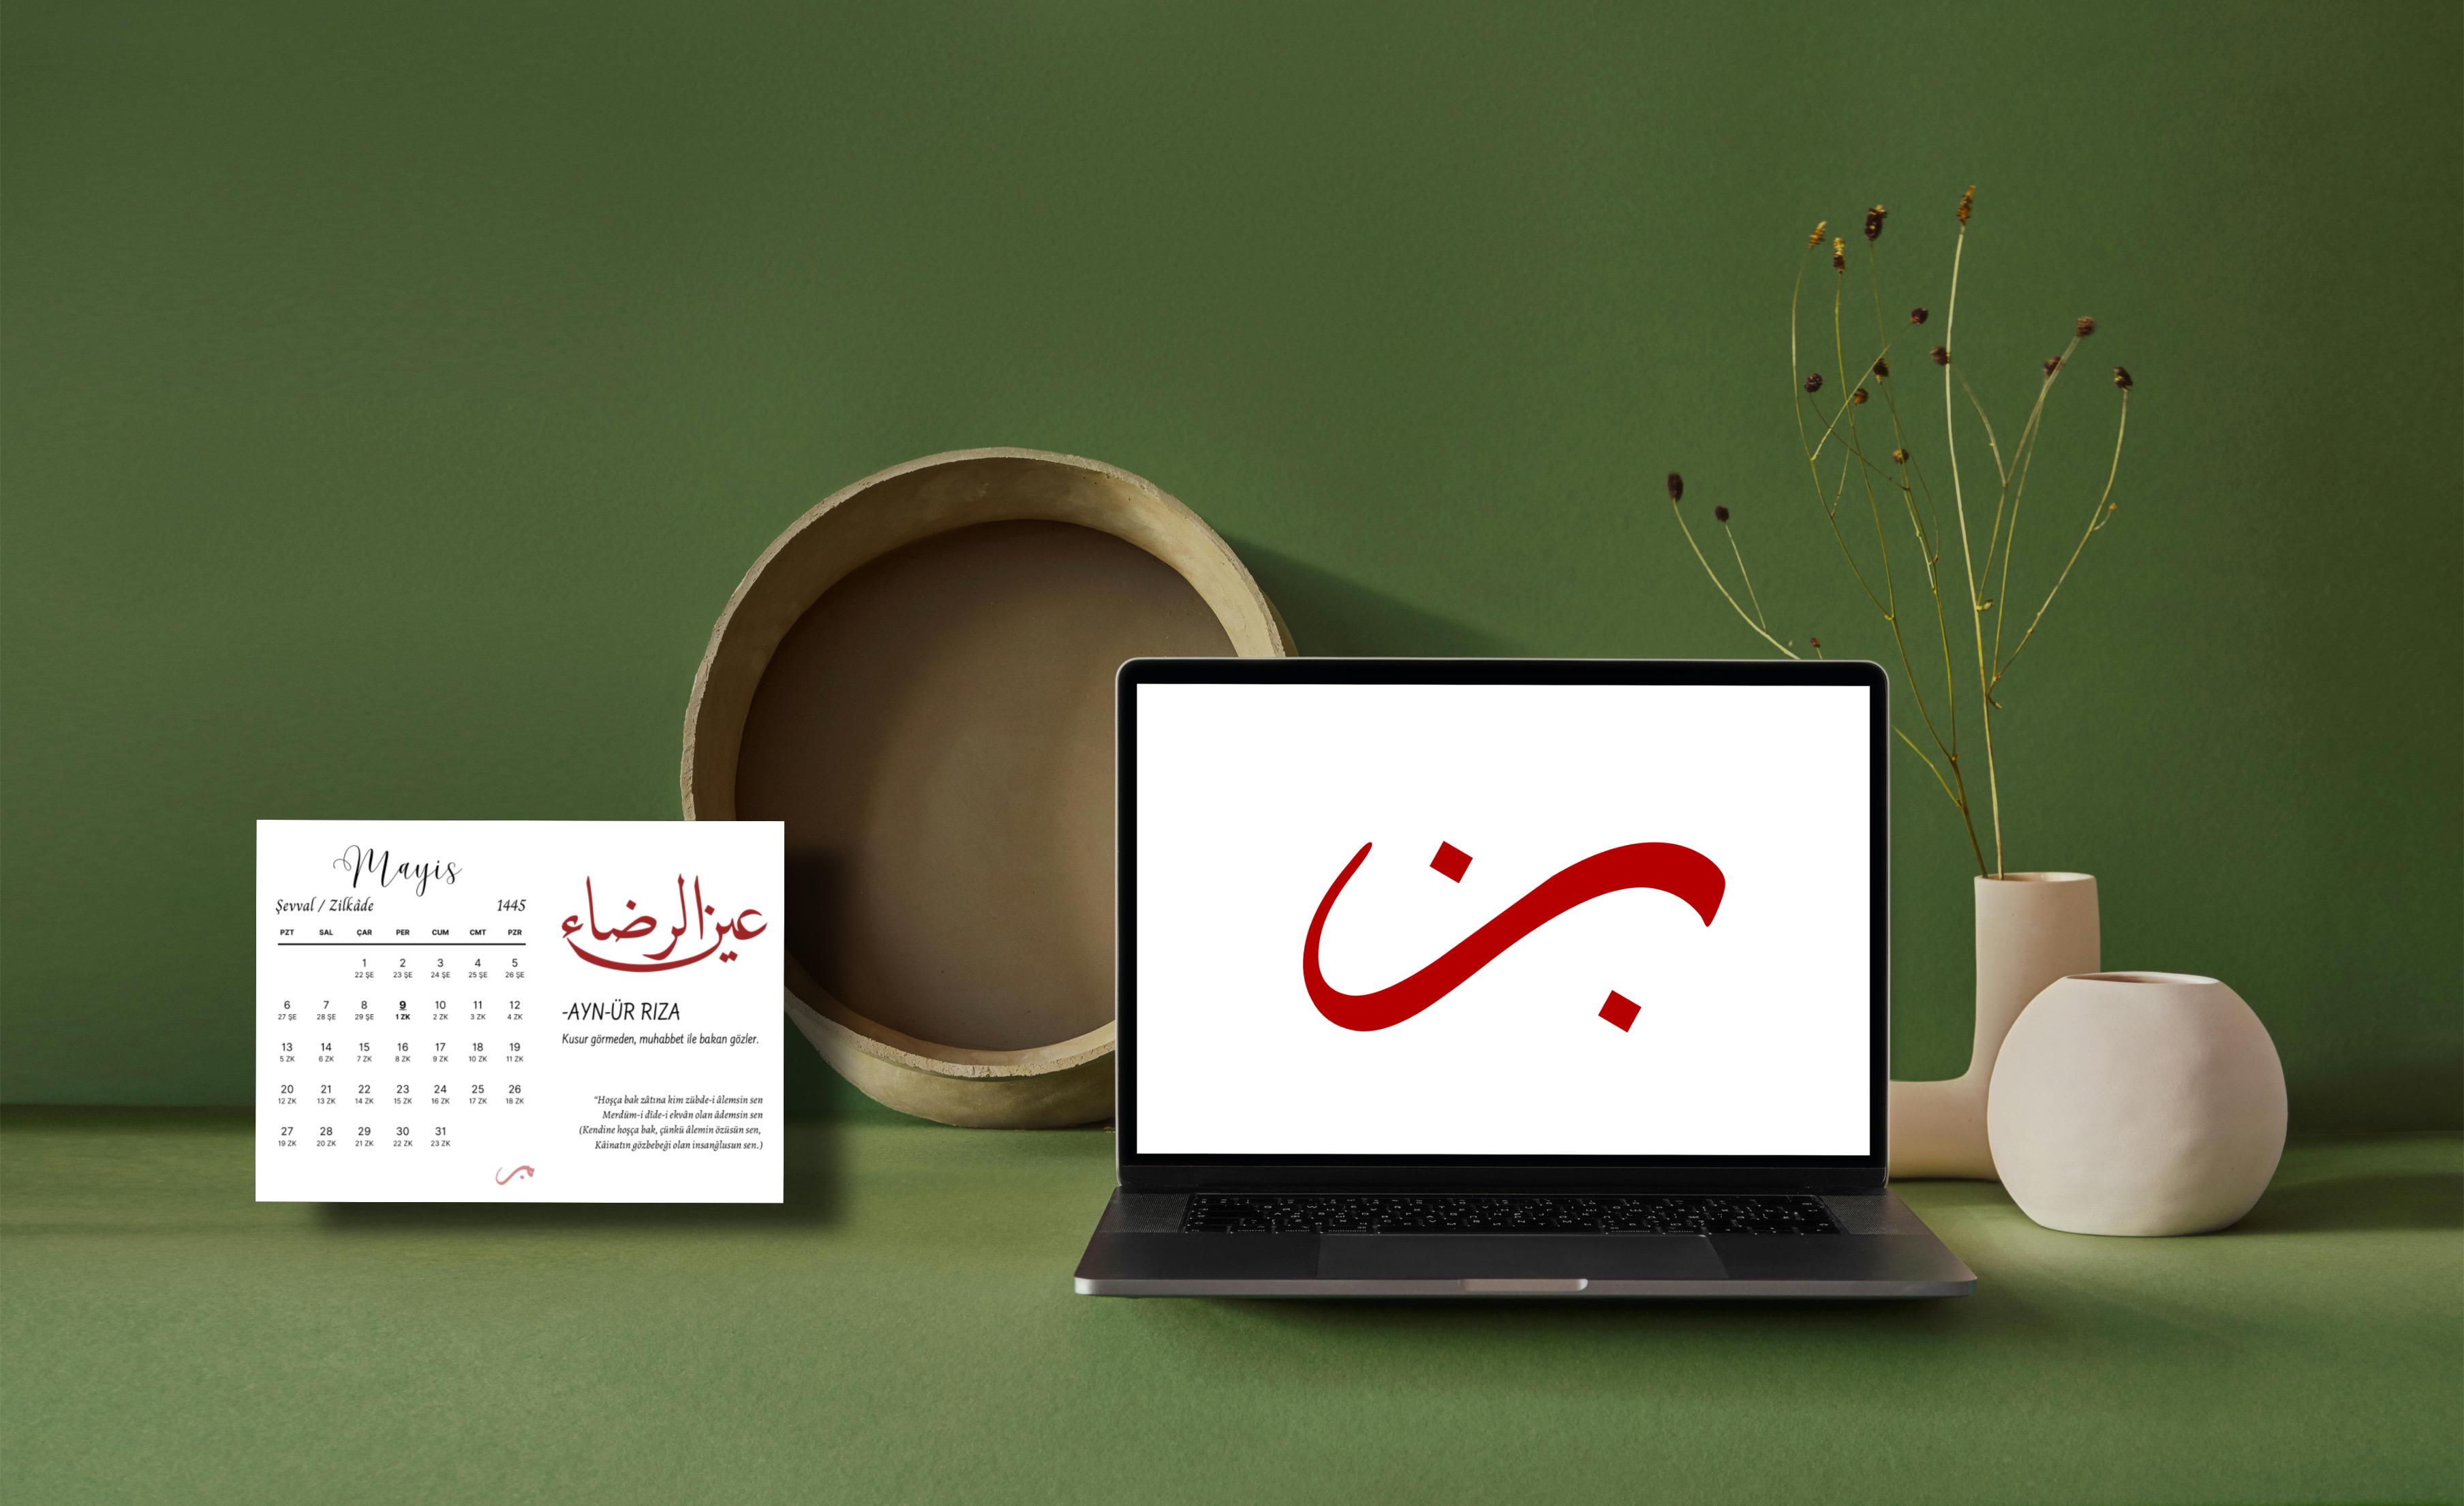 Mayis
Şevval / Zilkâde 1445
PZT SAL ÇAR PER CUM CMT PZR
1 2 3 4 5
22 ŞE 23 ŞE 24 ŞE 25 ŞE 26 ŞE
6 7 8 9 10 11 12
27 ŞE 28 ŞE 29 ŞE 1 ZK 2 ZK 3 ZK 4 ZK
13 14 15 16 17 18 19
5 ZK 6 ZK 7 ZK 8 ZK 9 ZK 10 ZK 11 ZK
20 21 22 23 24 25 26
12 ZK 13 ZK 14 ZK 15 ZK 16 ZK 17 ZK 18 ZK
27 28 29 30 31
19 ZK 20 ZK 21 ZK 22 ZK 23 ZK
عين الرضاء
-AYN-ÜR RIZA
Kusur görmeden, muhabbet ile bakan gözler.
"Hoşça bak zâtına kim zübde-i âlemsin sen
Merdüm-i dîde-i ekvân olan âdemsin sen
(Kendine hoşça bak, çünkü âlemin özüsün sen,
Kâinatın gözbebeği olan insanğlusun sen.)